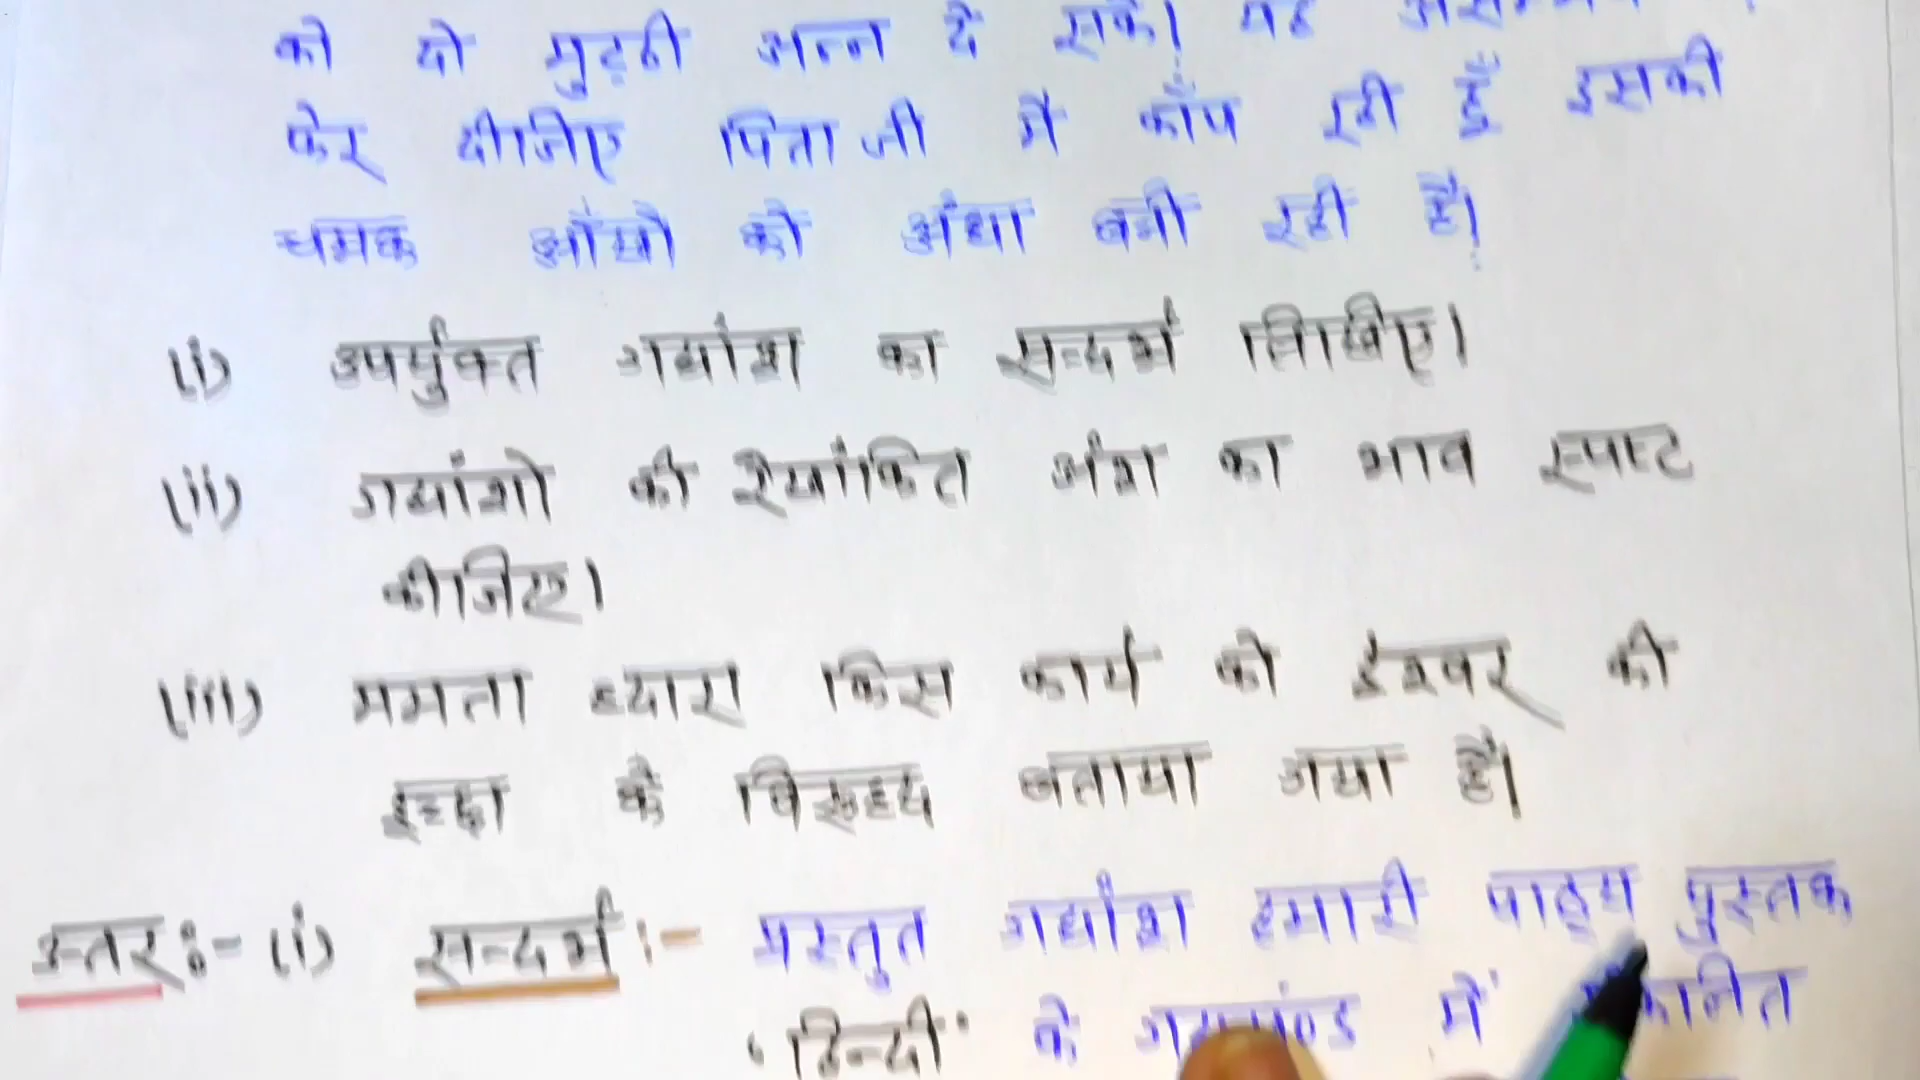 को दो मुट्ठी अन्न दे सके। यह
फेर दीजिए पिता जी मैं काँप रही हूँ इसकी
चमक आँखो को अंधा बनी रही है।
(i) उपर्युक्त गद्यांश का सन्दर्भ लिखिए।
(ii) गद्यांशो की रेखांकित अंश का भाव स्पष्ट
कीजिए।
(iii) ममता द्वारा किस कार्य को ईश्वर की
इच्छा के विरूद्ध बताया गया है।
उत्तर:- (i) सन्दर्भ:- प्रस्तुत गद्यांश हमारी पाठ्य पुस्तक
'हिन्दी' के में